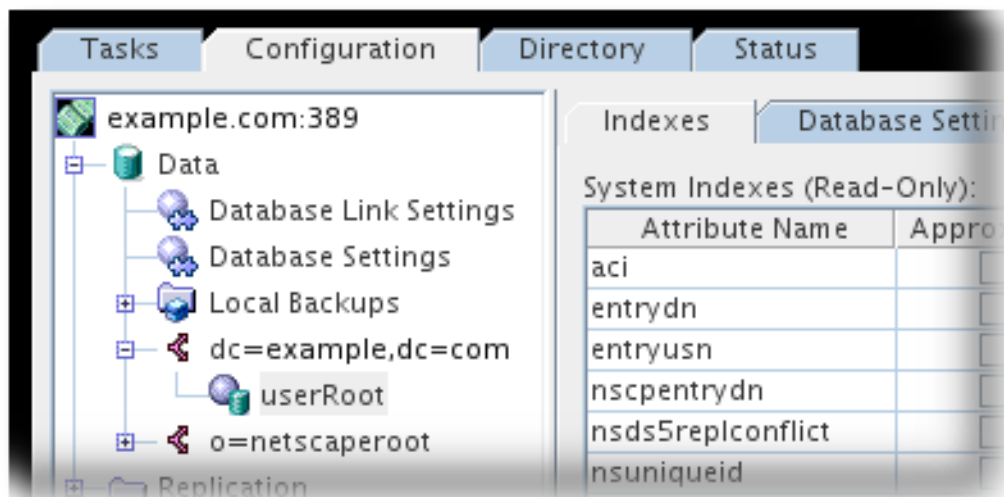 Tasks Configuration Directory Status
example.com:389
Data
Database Link Settings
Database Settings
Local Backups
dc=example,dc=com
userRoot
o=netscaperoot
Replication
Indexes Database
System Indexes (Read-Only):
Attribute Name
aci
entrydn
entryusn
nscpentrydn
nsds5replconflict
nsuniqueid